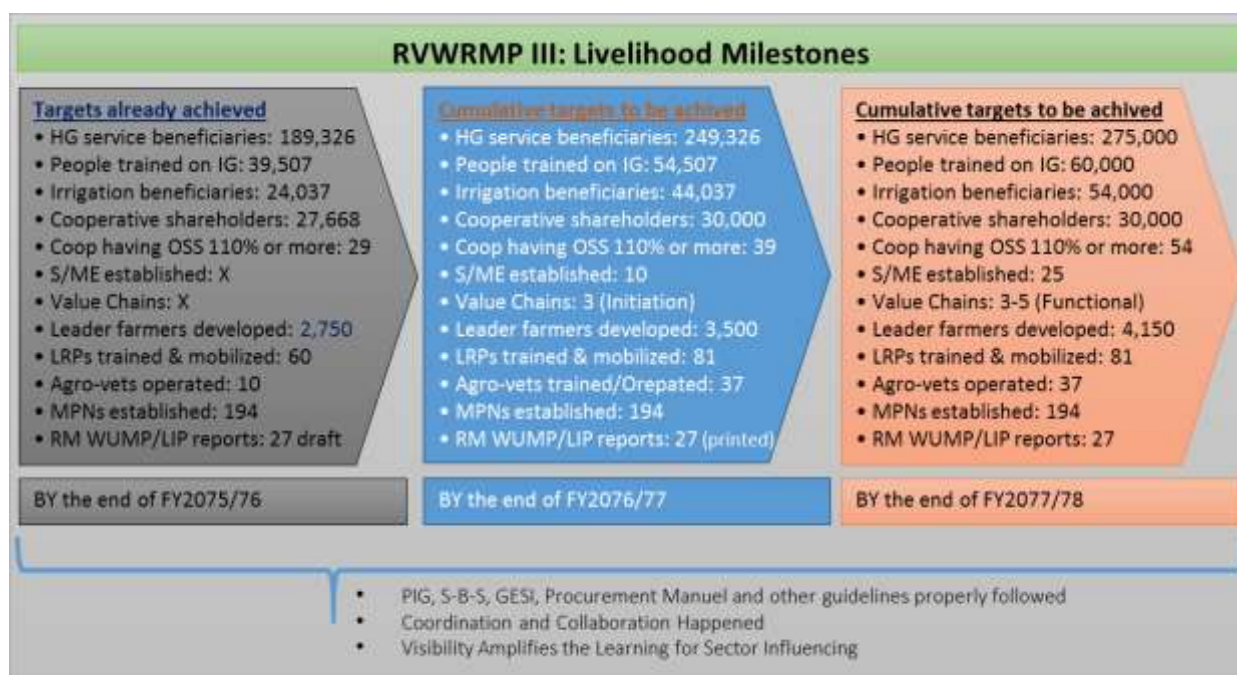 RVWRMP III: Livelihood Milestones
Targets already achieved
• HG service beneficiaries: 189,326
• People trained on IG: 39,507
• Irrigation beneficiaries: 24,037
• Cooperative shareholders: 27,668
• Coop having OSS 110% or more: 29
• S/ME established: X
• Value Chains: X
• Leader farmers developed: 2,750
• LRPs trained & mobilized: 60
• Agro-vets operated: 10
• MPNs established: 194
• RM WUMP/LIP reports: 27 draft
BY the end of FY2075/76
Cumulative targets to be achived
• HG service beneficiaries: 249,326
• People trained on IG: 54,507
• Irrigation beneficiaries: 44,037
• Cooperative shareholders: 30,000
• Coop having OSS 110% or more: 39
• S/ME established: 10
• Value Chains: 3 (Initiation)
• Leader farmers developed: 3,500
• LRPs trained & mobilized: 81
• Agro-vets trained/Orepated: 37
• MPNs established: 194
• RM WUMP/LIP reports: 27 (printed)
BY the end of FY2076/77
Cumulative targets to be achived
• HG service beneficiaries: 275,000
• People trained on IG: 60,000
• Irrigation beneficiaries: 54,000
• Cooperative shareholders: 30,000
• Coop having OSS 110% or more: 54
• S/ME established: 25
• Value Chains: 3-5 (Functional)
• Leader farmers developed: 4,150
• LRPs trained & mobilized: 81
• Agro-vets operated: 37
• MPNs established: 194
• RM WUMP/LIP reports: 27
BY the end of FY2077/78
• PIG, S-B-S, GESI, Procurement Manuel and other guidelines properly followed
• Coordination and Collaboration Happened
• Visibility Amplifies the Learning for Sector Influencing